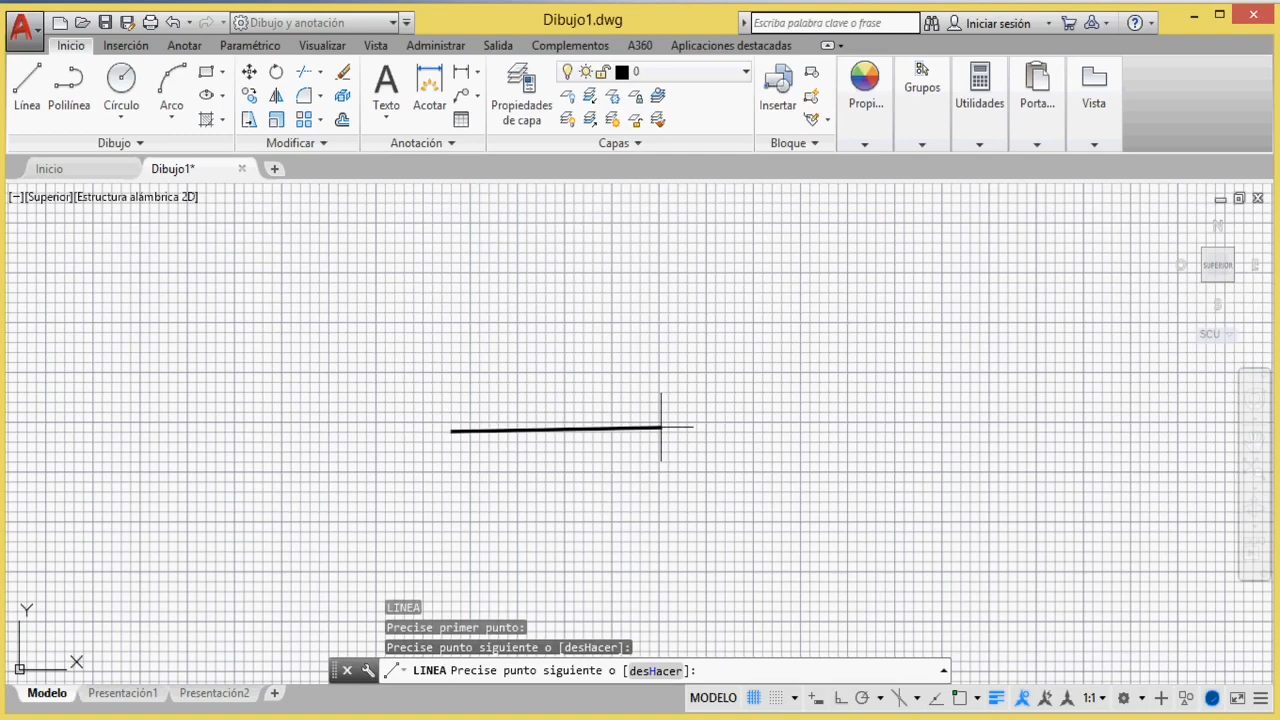 Dibujo y anotación
Dibujo1.dwg
Escriba palabra clave o frase
Iniciar sesión
Inicio
Inserción
Anotar
Paramétrico
Visualizar
Vista
Administrar
Salida
Complementos
A360
Aplicaciones destacadas
Línea
Polilínea
Círculo
Arco
Texto
Acotar
Propiedades
de capa
0
Insertar
Propi...
Grupos
Utilidades
Porta...
Vista
Dibujo
Modificar
Anotación
Capas
Bloque
Inicio
Dibujo1*
[−][Superior][Estructura alámbrica 2D]
N
SUPERIOR
S
SCU
Y
X
LINEA
Precise primer punto:
Precise punto siguiente o [desHacer]:
LINEA Precise punto siguiente o [desHacer]:
Modelo
Presentación1
Presentación2
MODELO
1:1